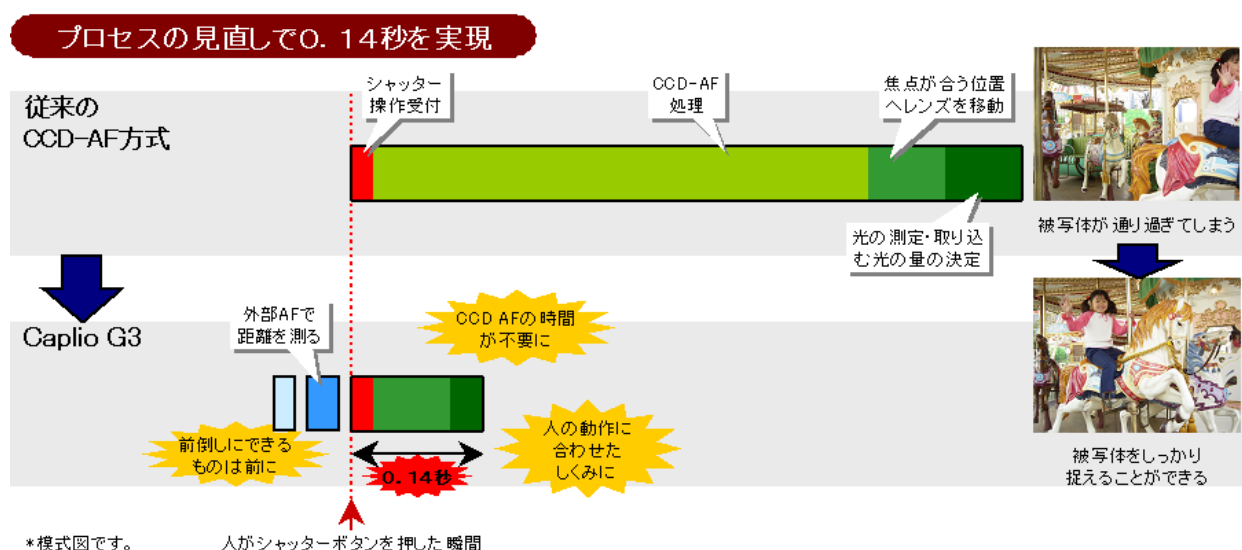 プロセスの見直しで0.14秒を実現
従来の
CCD-AF方式
シャッター
操作受付
CCD-AF
処理
焦点が合う位置
へレンズを移動
光の測定・取り込
む光の量の決定
被写体が通り過ぎてしまう
Caplio G3
外部AFで
距離を測る
CCD AFの時間
が不要に
前倒しにできる
ものは前に
0.14秒
人の動作に
合わせた
しくみに
被写体をしっかり
捉えることができる
*模式図です。
人がシャッターボタンを押した瞬間